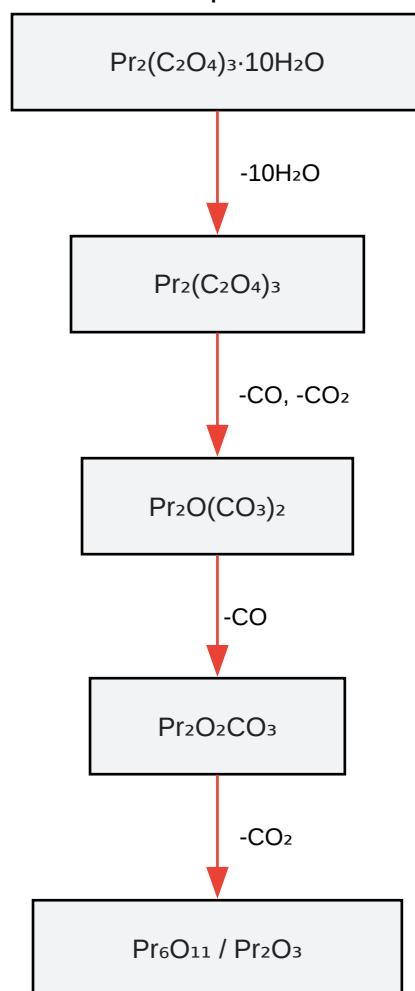 Pr₂(C₂O₄)₃·10H₂O
-10H₂O
Pr₂(C₂O₄)₃
-CO, -CO₂
Pr₂O(CO₃)₂
-CO
Pr₂O₂CO₃
-CO₂
Pr₆O₁₁ / Pr₂O₃